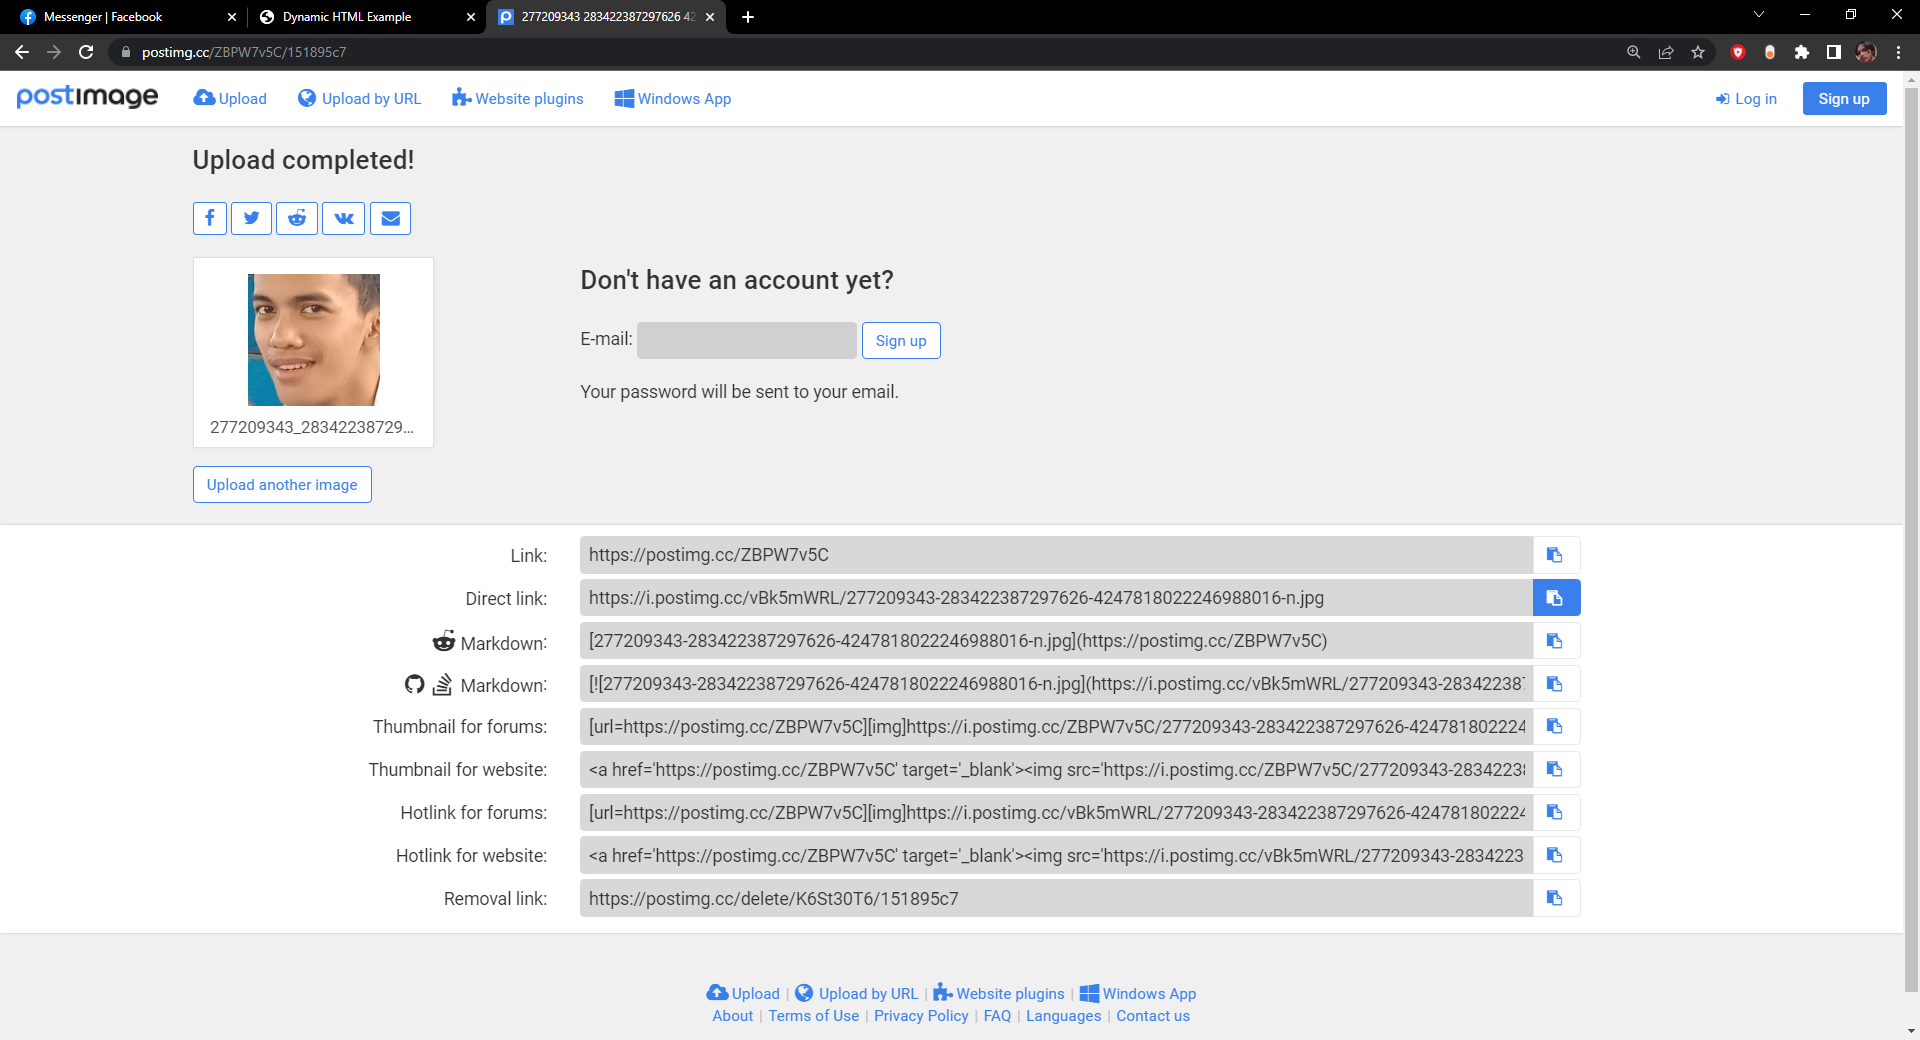 Messenger | Facebook
Dynamic HTML Example
277209343 283422387297626 42
postimg.cc/ZBPW7v5C/151895c7
postimage
Upload
Upload by URL
Website plugins
Windows App
Log in
Sign up
Upload completed!
277209343_28342238729...
Don't have an account yet?
E-mail:
Sign up
Your password will be sent to your email.
Upload another image
Link: https://postimg.cc/ZBPW7v5C
Direct link: https://i.postimg.cc/vBk5mWRL/277209343-283422387297626-4247818022246988016-n.jpg
Markdown: [277209343-283422387297626-4247818022246988016-n.jpg](https://postimg.cc/ZBPW7v5C)
Markdown: [![277209343-283422387297626-4247818022246988016-n.jpg](https://i.postimg.cc/vBk5mWRL/277209343-28342238
Thumbnail for forums: [url=https://postimg.cc/ZBPW7v5C][img]https://i.postimg.cc/ZBPW7v5C/277209343-283422387297626-424781802224
Thumbnail for website: <a href='https://postimg.cc/ZBPW7v5C' target='_blank'><img src='https://i.postimg.cc/ZBPW7v5C/277209343-2834223
Hotlink for forums: [url=https://postimg.cc/ZBPW7v5C][img]https://i.postimg.cc/vBk5mWRL/277209343-283422387297626-424781802224
Hotlink for website: <a href='https://postimg.cc/ZBPW7v5C' target='_blank'><img src='https://i.postimg.cc/vBk5mWRL/277209343-2834223
Removal link: https://postimg.cc/delete/K6St30T6/151895c7
Upload | Upload by URL | Website plugins | Windows App
About | Terms of Use | Privacy Policy | FAQ | Languages | Contact us